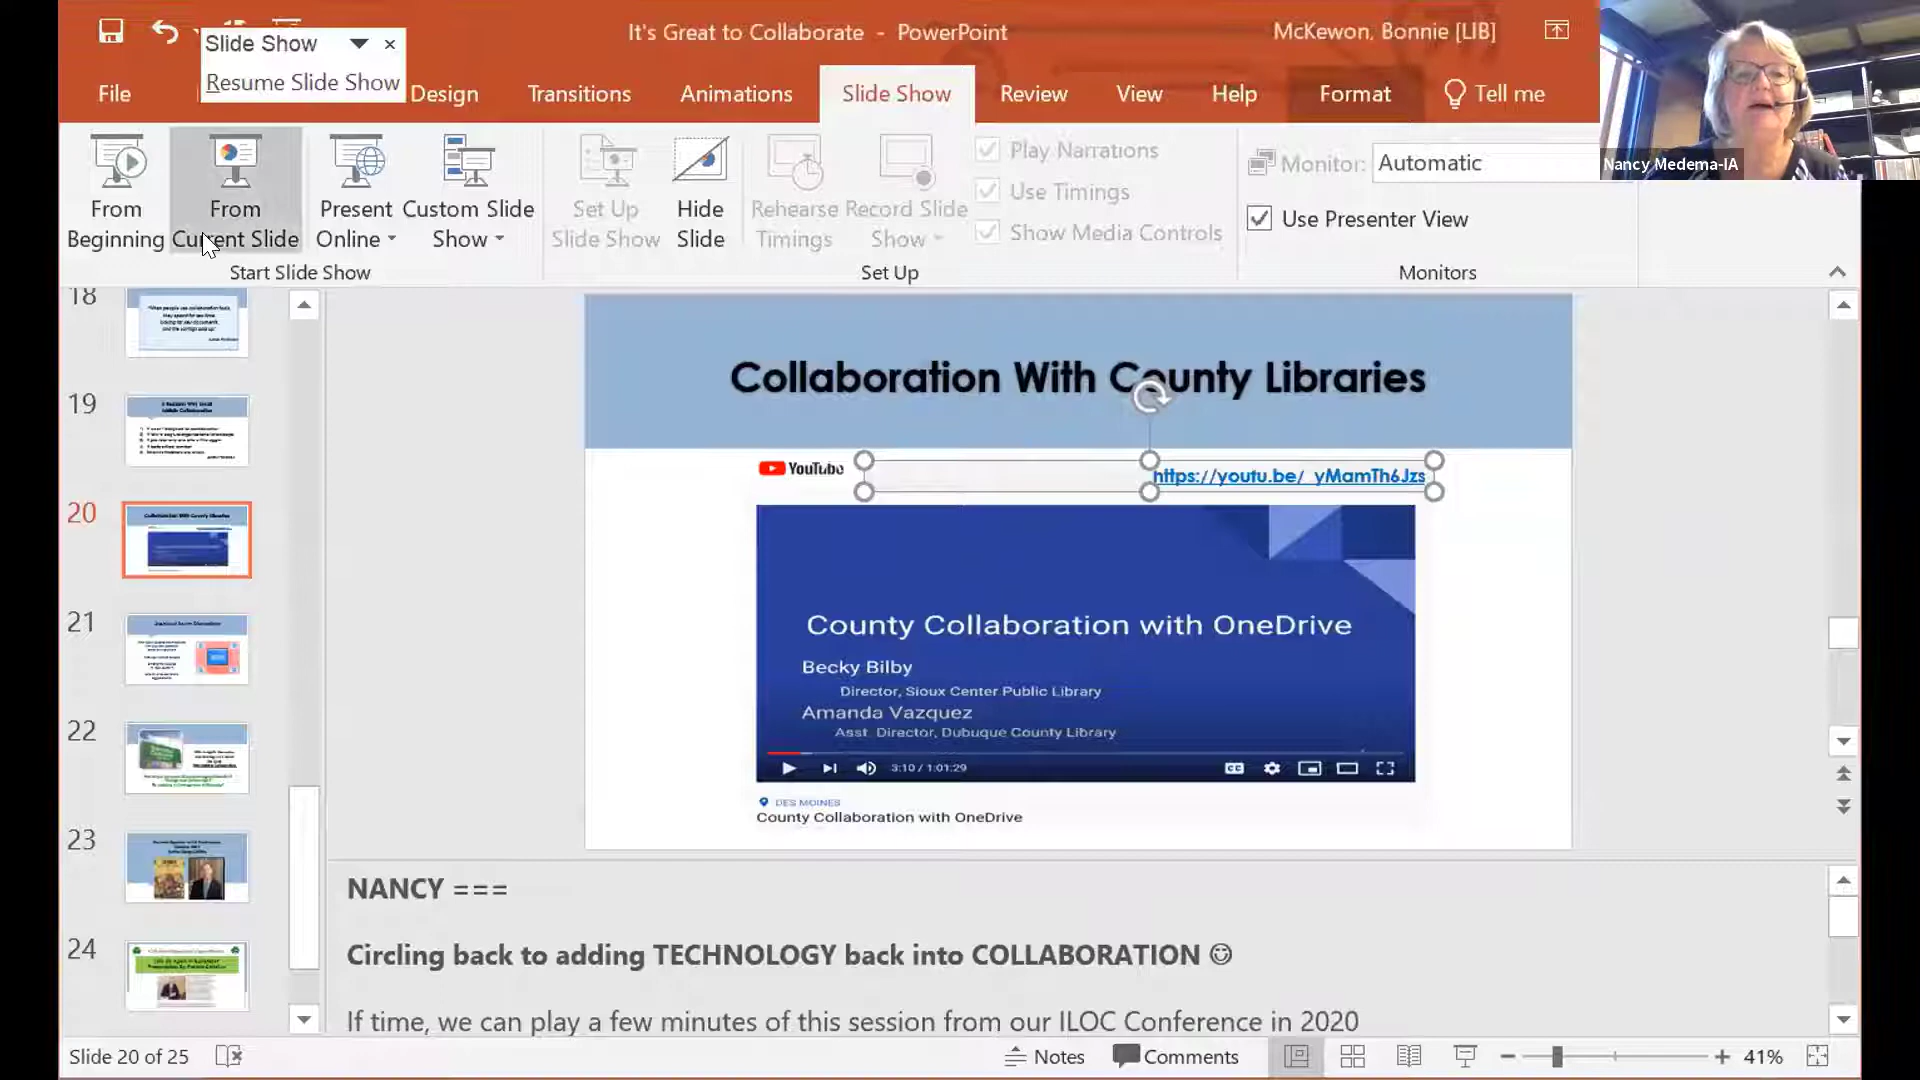 It's Great to Collaborate - PowerPoint
McKewon, Bonnie [LIB]
Slide Show
Resume Slide Show
File
Design
Transitions
Animations
Slide Show
Review
View
Help
Format
Tell me
Nancy Medema-IA
From Beginning
From Current Slide
Present Online
Custom Slide Show
Start Slide Show
Set Up Slide Show
Hide Slide
Rehearse Timings
Record Slide Show
Play Narrations
Use Timings
Show Media Controls
Set Up
Monitor:
Automatic
Use Presenter View
Monitors
18
19
20
21
22
23
24
Collaboration With County Libraries
YouTube
https://youtu.be/_yMamTh6Jzs
County Collaboration with OneDrive
Becky Bilby
Director, Sioux Center Public Library
Amanda Vazquez
Asst. Director, Dubuque County Library
3:10 / 1:01:29
CC
DES MOINES
County Collaboration with OneDrive
NANCY ===
Circling back to adding TECHNOLOGY back into COLLABORATION ☺
If time, we can play a few minutes of this session from our ILOC Conference in 2020
Slide 20 of 25
Notes
Comments
41%